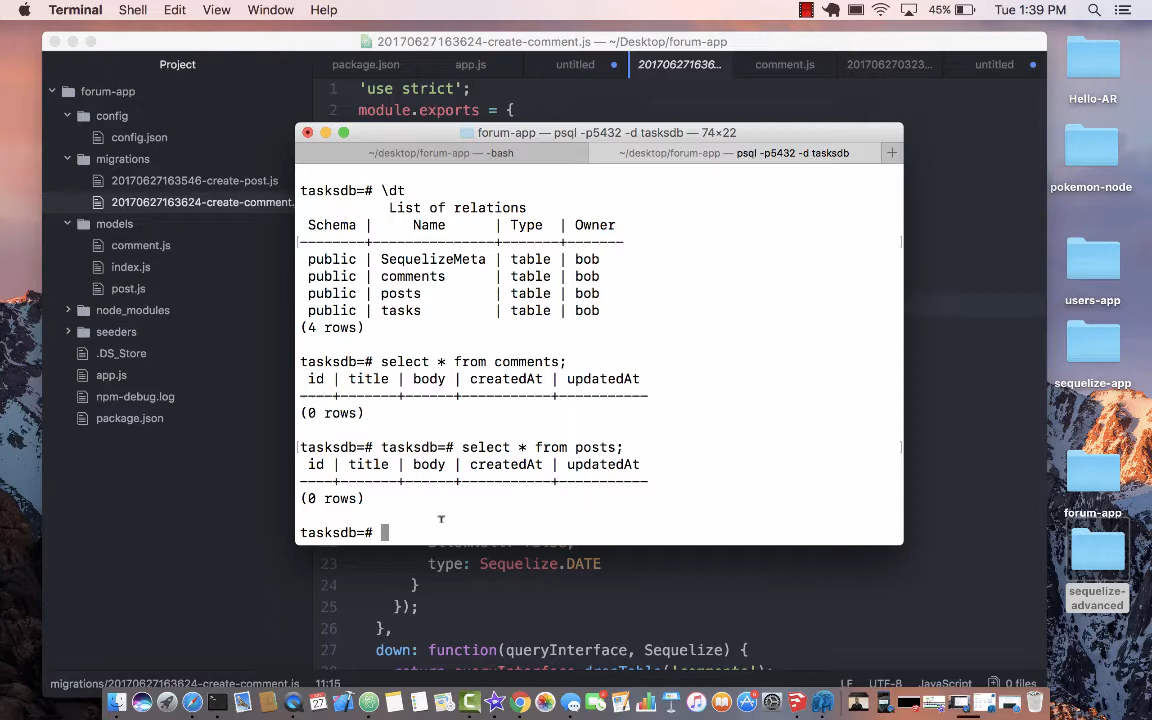 Terminal Shell Edit View Window Help 45% Tue 1:39 PM
20170627163624-create-comment.js — ~/Desktop/forum-app
Project
package.json app.js untitled 201706271636... comment.js 201706270323... untitled
forum-app
config
config.json
migrations
20170627163546-create-post.js
20170627163624-create-comment.
models
comment.js
index.js
post.js
node_modules
seeders
.DS_Store
app.js
npm-debug.log
package.json
1 'use strict';
2 module.exports = {
forum-app — psql -p5432 -d tasksdb — 74×22
~/desktop/forum-app — -bash ~/desktop/forum-app — psql -p5432 -d tasksdb
tasksdb=# \dt
List of relations
Schema | Name | Type | Owner
--------+---------------+-------+-------
public | SequelizeMeta | table | bob
public | comments | table | bob
public | posts | table | bob
public | tasks | table | bob
(4 rows)
tasksdb=# select * from comments;
id | title | body | createdAt | updatedAt
----+-------+------+-----------+-----------
(0 rows)
tasksdb=# tasksdb=# select * from posts;
id | title | body | createdAt | updatedAt
----+-------+------+-----------+-----------
(0 rows)
tasksdb=#
23 type: Sequelize.DATE
24 }
25 });
26 },
27 down: function(queryInterface, Sequelize) {
migrations/20170627163624-create-comment.js 11:15 LF UTF-8 JavaScript 0 files
Hello-AR
pokemon-node
users-app
sequelize-app
forum-app
sequelize-
advanced